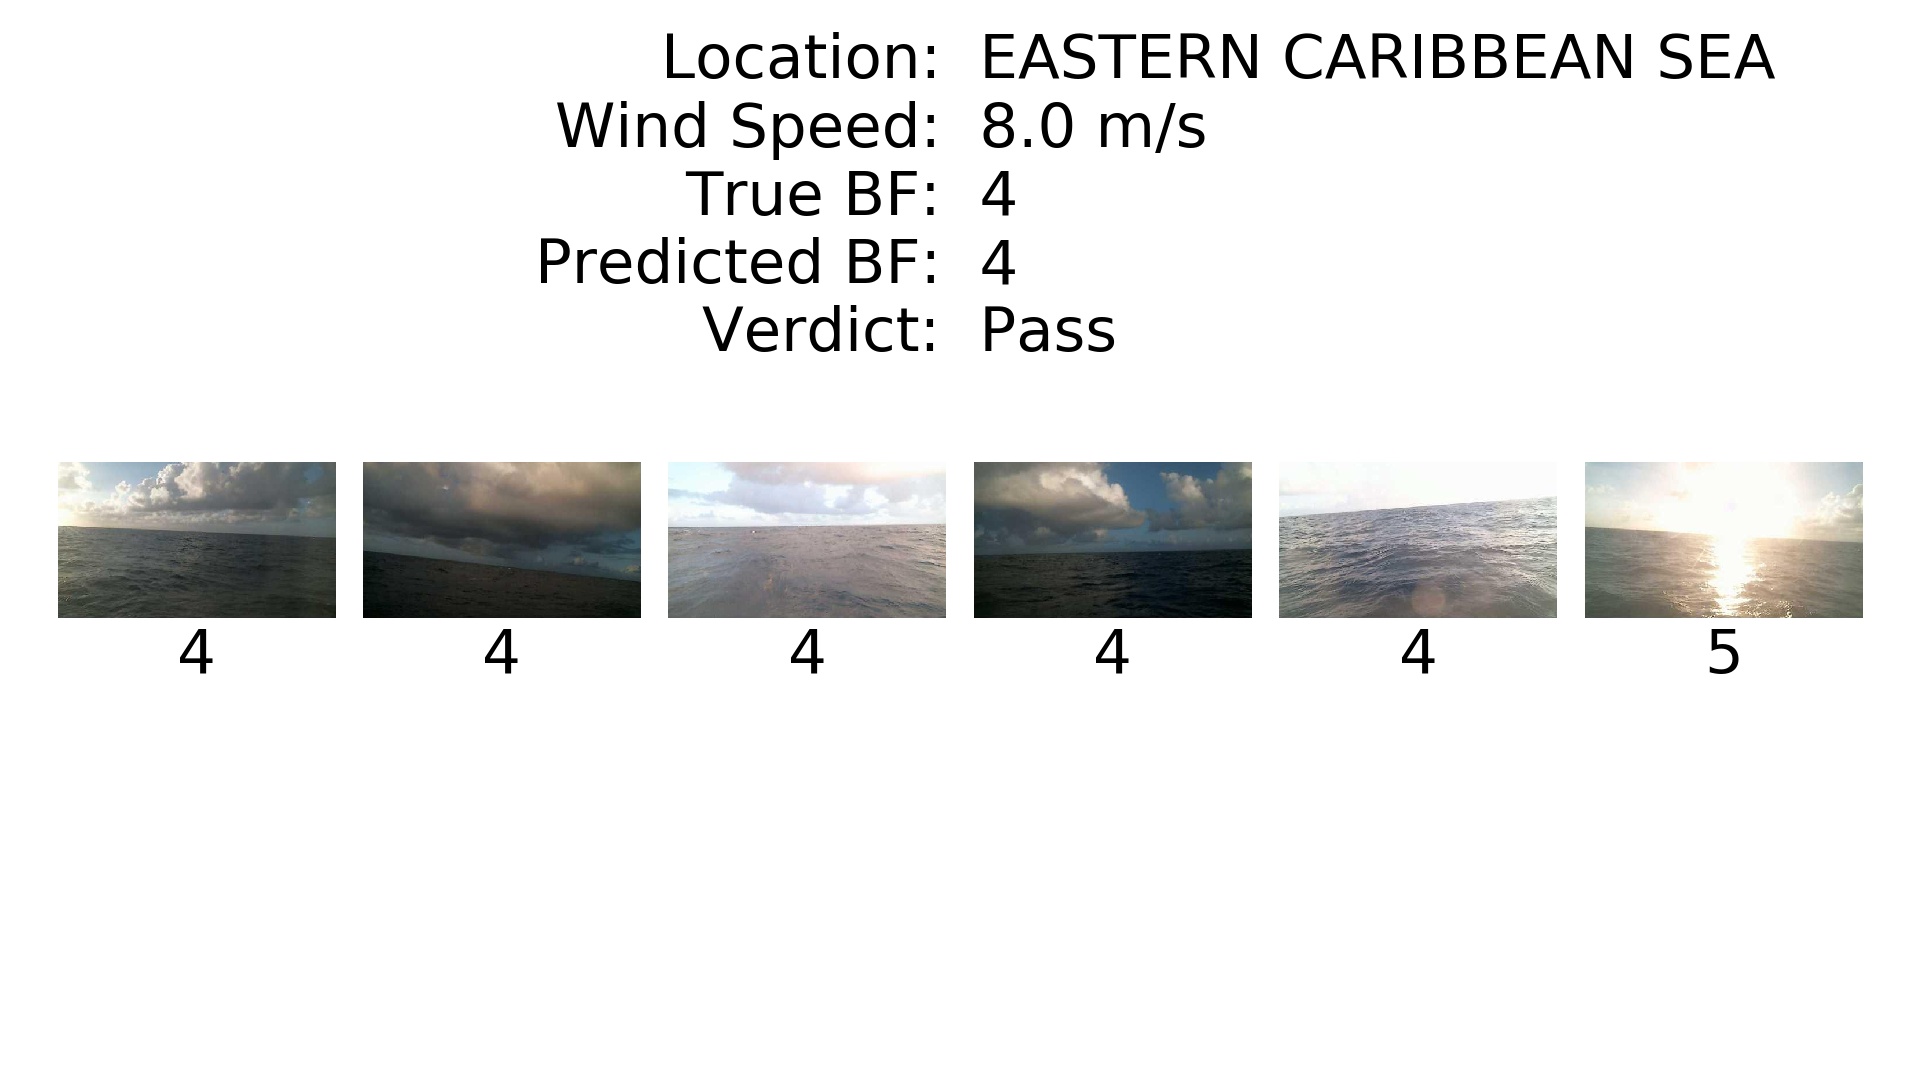 Location: EASTERN CARIBBEAN SEA
Wind Speed: 8.0 m/s
True BF: 4
Predicted BF: 4
Verdict: Pass
4 4 4 4 4 5